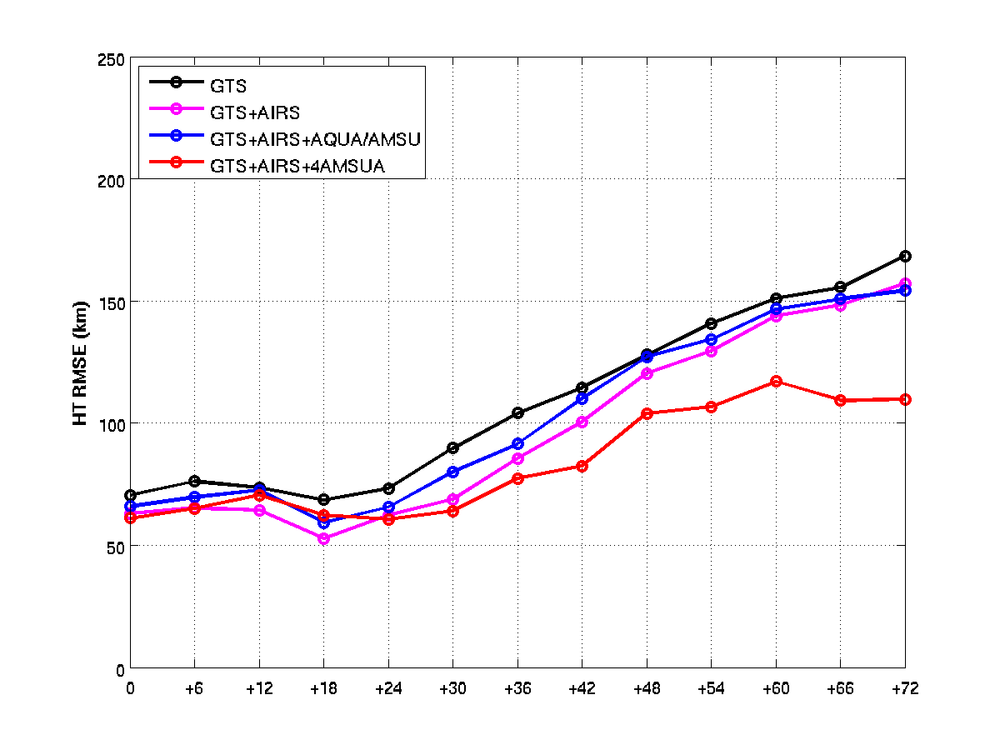 250
200
150
100
50
0
HT RMSE (km)
GTS
GTS+AIRS
GTS+AIRS+AQUA/AMSU
GTS+AIRS+4AMSUA
0 +6 +12 +18 +24 +30 +36 +42 +48 +54 +60 +66 +72